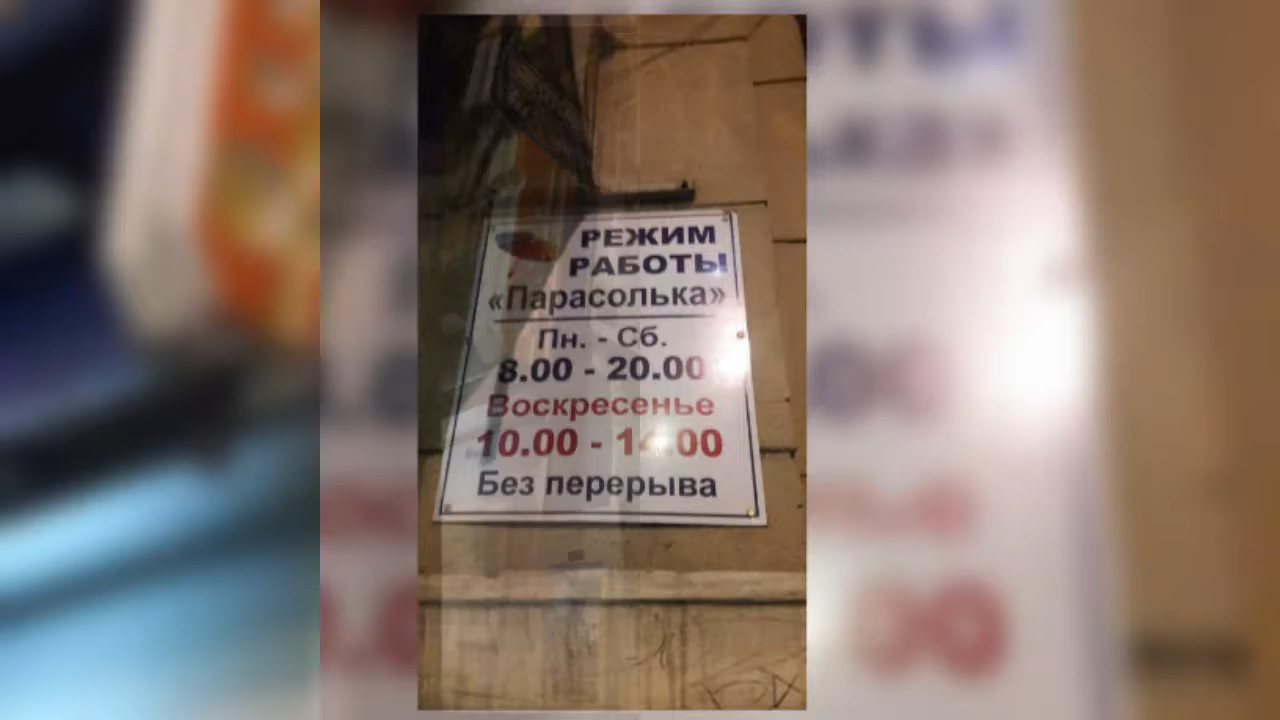 РЕЖИМ
РАБОТЫ
«Парасолька»
Пн. - Сб.
8.00 - 20.00
Воскресенье
10.00 - 14.00
Без перерыва